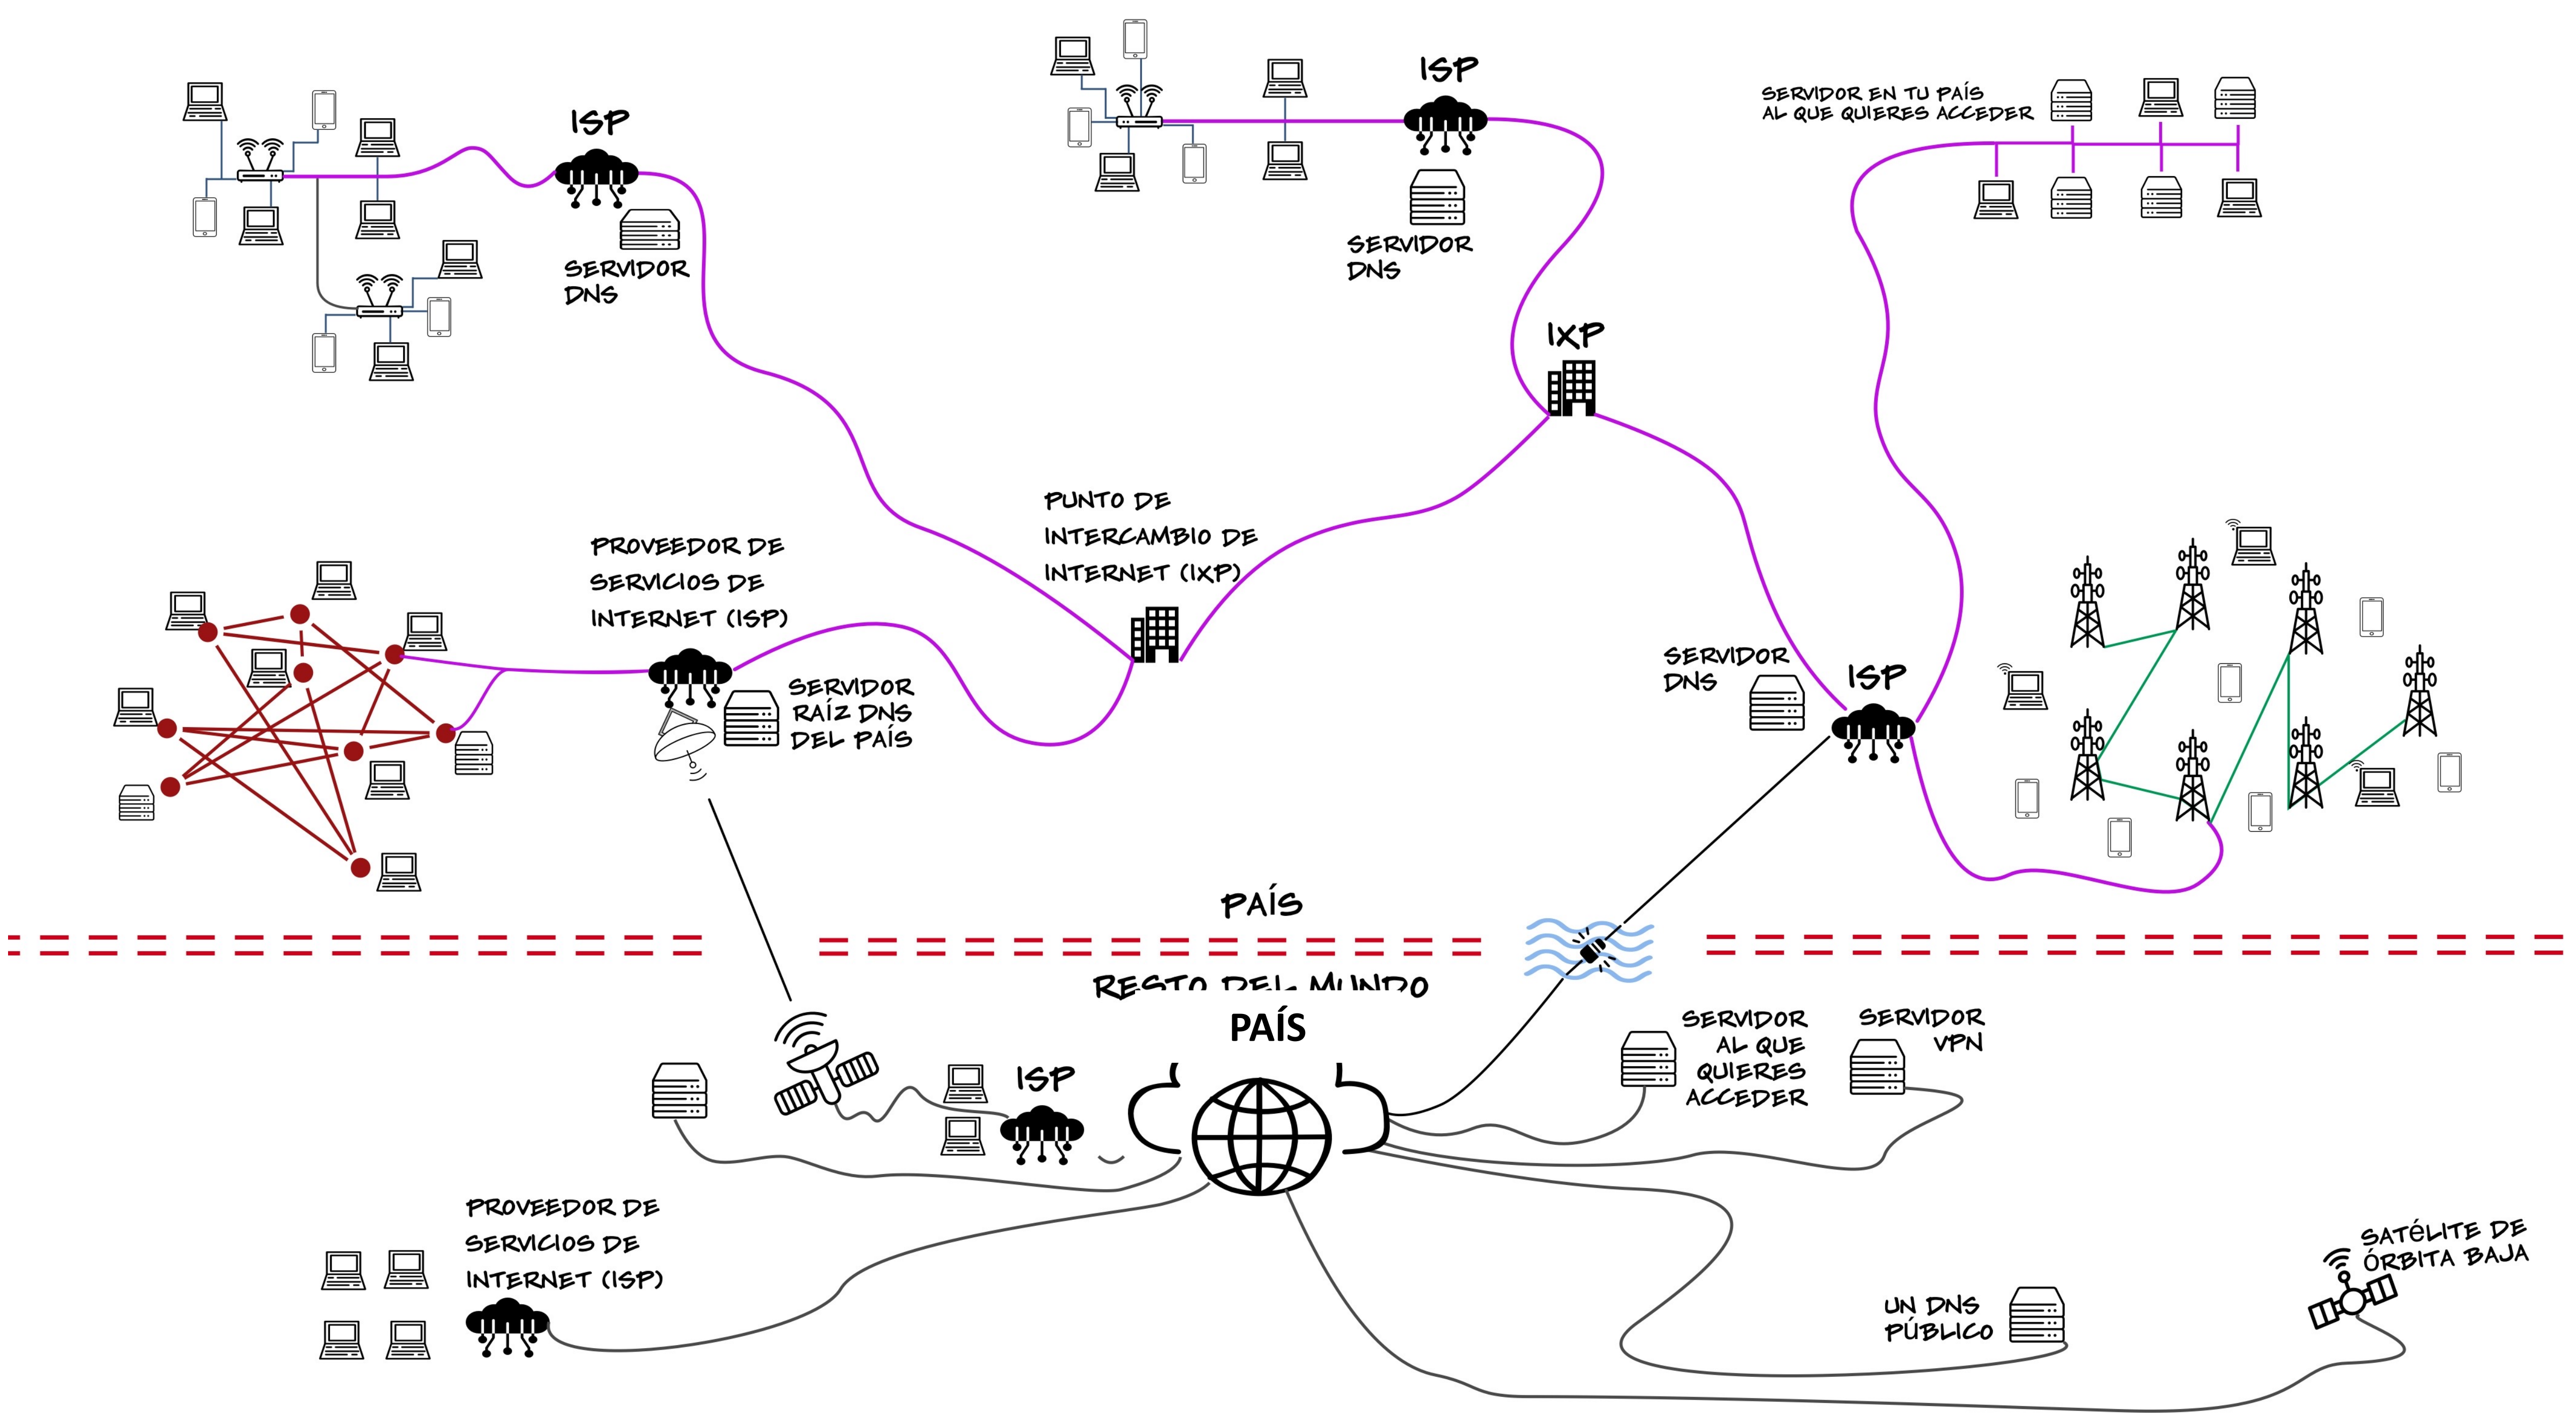 ISP
SERVIDOR
DNS
ISP
SERVIDOR
DNS
SERVIDOR EN TU PAÍS
AL QUE QUIERES ACCEDER
IXP
PUNTO DE
INTERCAMBIO DE
INTERNET (IXP)
PROVEEDOR DE
SERVICIOS DE
INTERNET (ISP)
SERVIDOR
RAÍZ DNS
DEL PAÍS
SERVIDOR
DNS
ISP
PAÍS
RESTO DEL MUNDO
PAÍS
ISP
SERVIDOR
AL QUE
QUIERES
ACCEDER
SERVIDOR
VPN
PROVEEDOR DE
SERVICIOS DE
INTERNET (ISP)
UN DNS
PÚBLICO
SATÉLITE DE
ÓRBITA BAJA